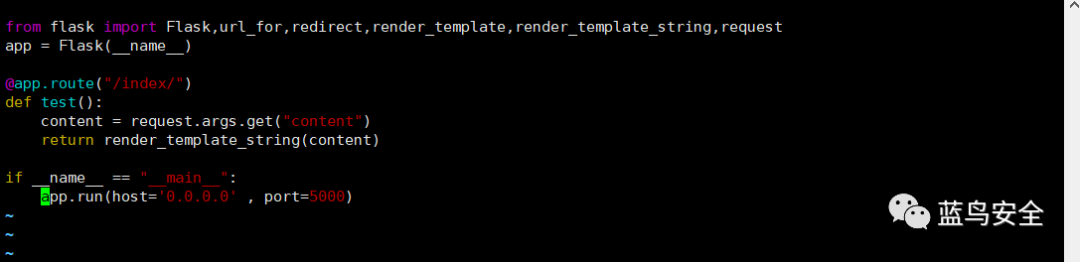 from flask import Flask,url_for,redirect,render_template,render_template_string,request
app = Flask(__name__)
@app.route("/index/")
def test():
    content = request.args.get("content")
    return render_template_string(content)
if __name__ == "__main__":
    app.run(host='0.0.0.0' , port=5000)
~
~
~
蓝鸟安全